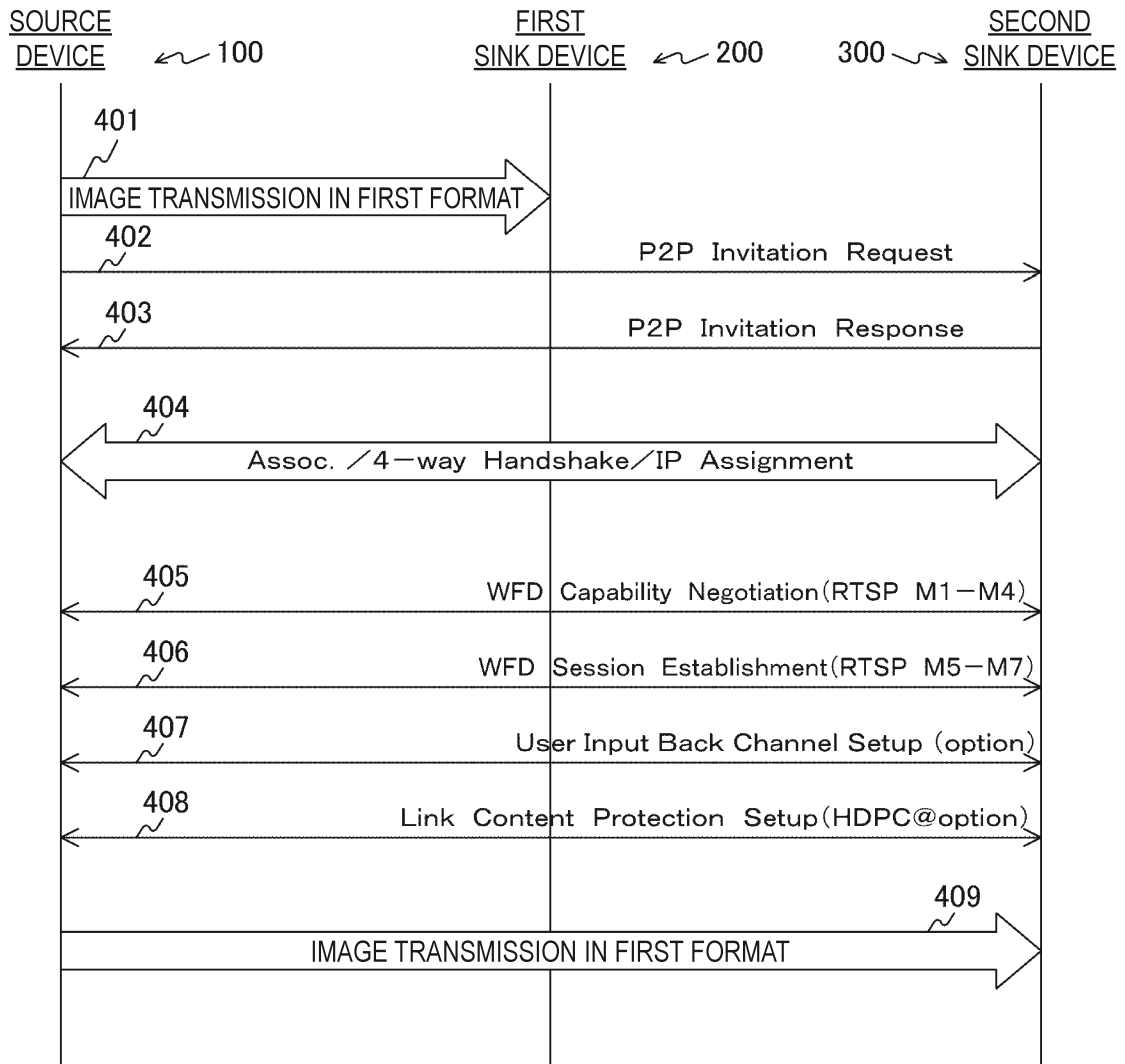 SOURCE
DEVICE
100
FIRST
SINK DEVICE
200
300
SECOND
SINK DEVICE
401
IMAGE TRANSMISSION IN FIRST FORMAT
402
P2P Invitation Request
403
P2P Invitation Response
404
Assoc./4-way Handshake/IP Assignment
405
WFD Capability Negotiation(RTSP M1-M4)
406
WFD Session Establishment(RTSP M5-M7)
407
User Input Back Channel Setup (option)
408
Link Content Protection Setup(HDPC@option)
409
IMAGE TRANSMISSION IN FIRST FORMAT